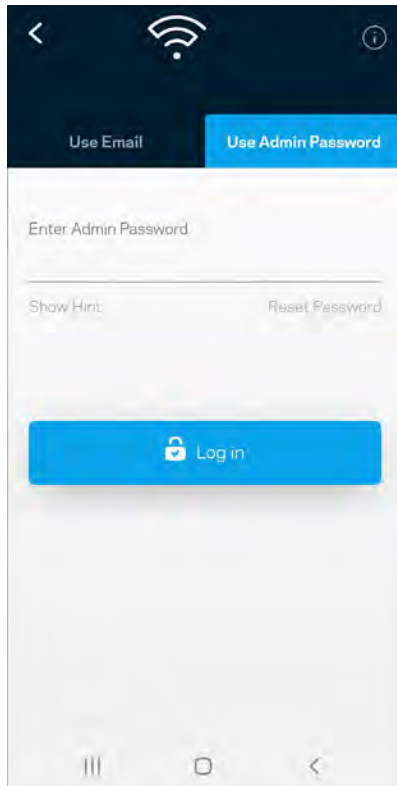 Use Email
Use Admin Password
Enter Admin Password
Show Hint
Reset Password
Log in